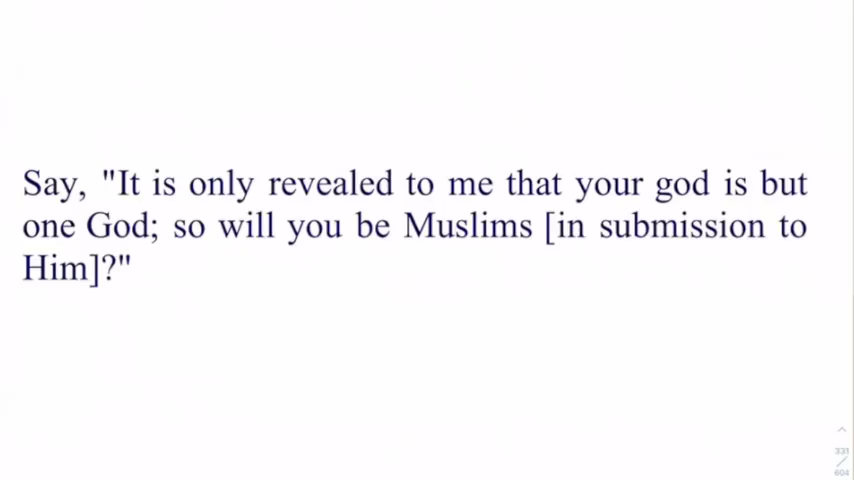 Say, "It is only revealed to me that your god is but
one God; so will you be Muslims [in submission to
Him]?"
331
/
604